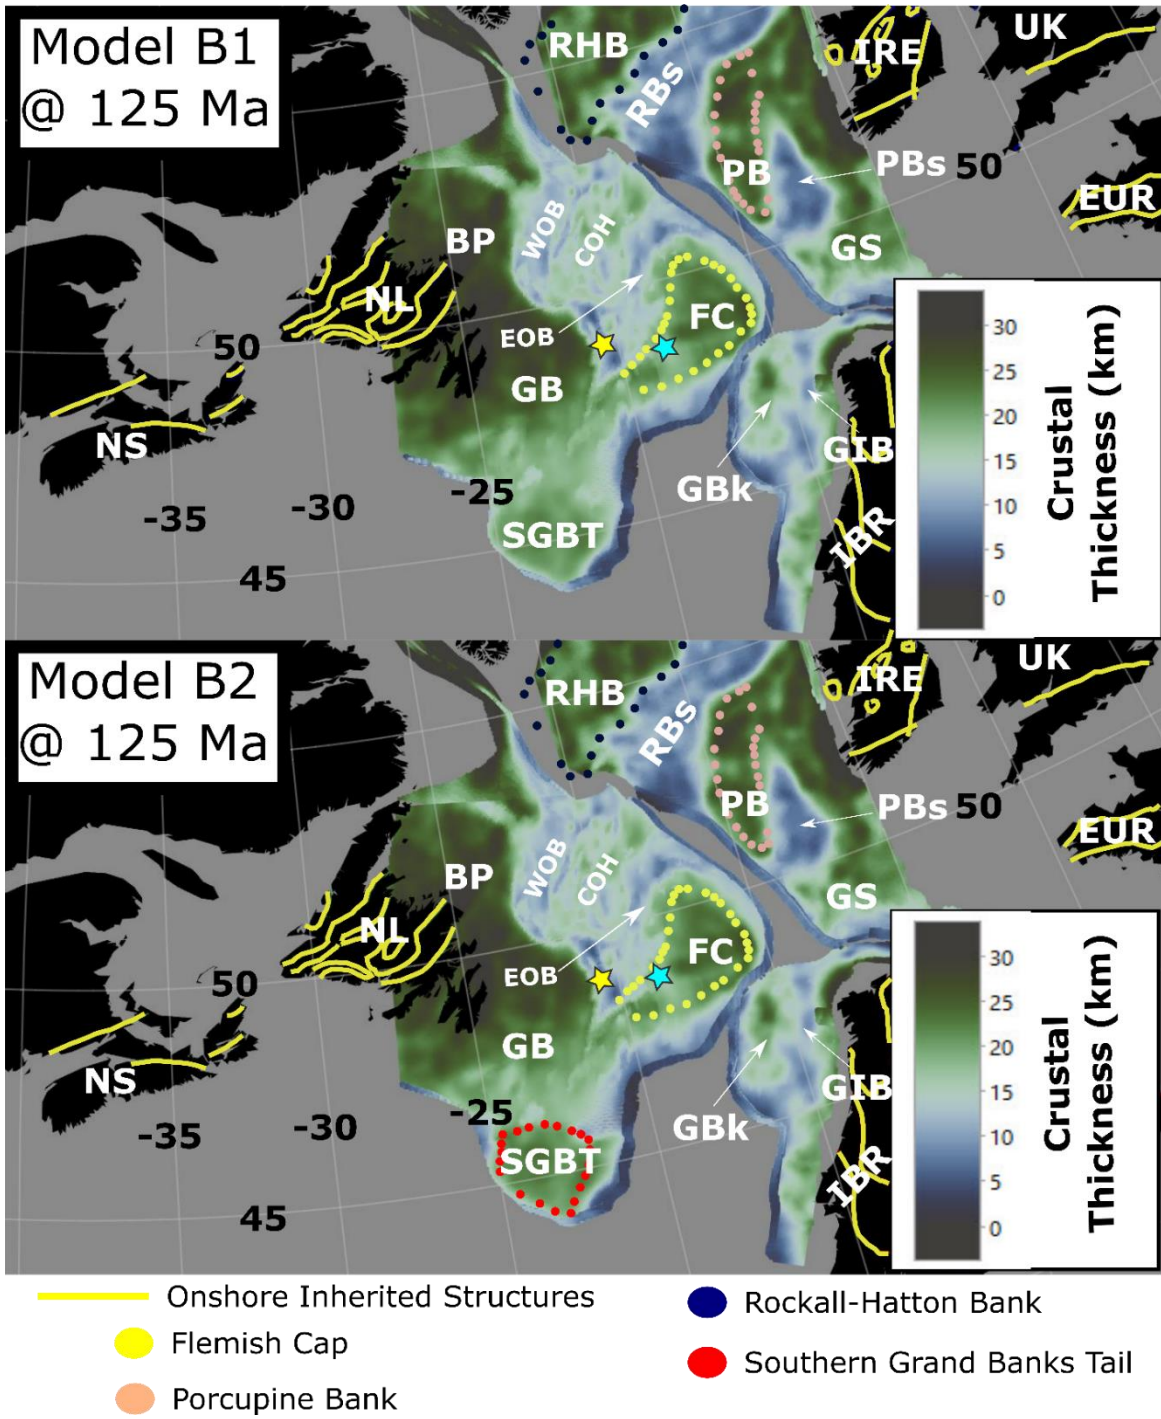 Model B1
@ 125 Ma
RHB
RBs
IRE
UK
PB
PBs
50
EUR
BP
WOB
COH
GS
NL
FC
EOB
50
GB
NS
GIB
GBk
-25
-35
-30
SGBT
IBR
45
30
25
20
15
10
5
0
Crustal
Thickness (km)
Model B2
@ 125 Ma
RHB
RBs
IRE
UK
PB
PBs
50
EUR
BP
WOB
COH
GS
NL
FC
EOB
50
GB
NS
GIB
GBk
-25
-35
-30
SGBT
IBR
45
30
25
20
15
10
5
0
Crustal
Thickness (km)
Onshore Inherited Structures
Flemish Cap
Porcupine Bank
Rockall-Hatton Bank
Southern Grand Banks Tail